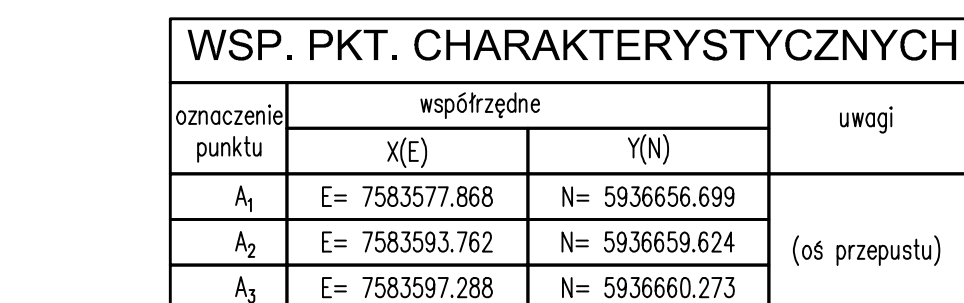 WSP. PKT. CHARAKTERYSTYCZNYCH
oznaczenie punktu współrzędne uwagi
X(E) Y(N)
A₁ E= 7583577.868 N= 5936656.699
A₂ E= 7583593.762 N= 5936659.624 (oś przepustu)
A₃ E= 7583597.288 N= 5936660.273